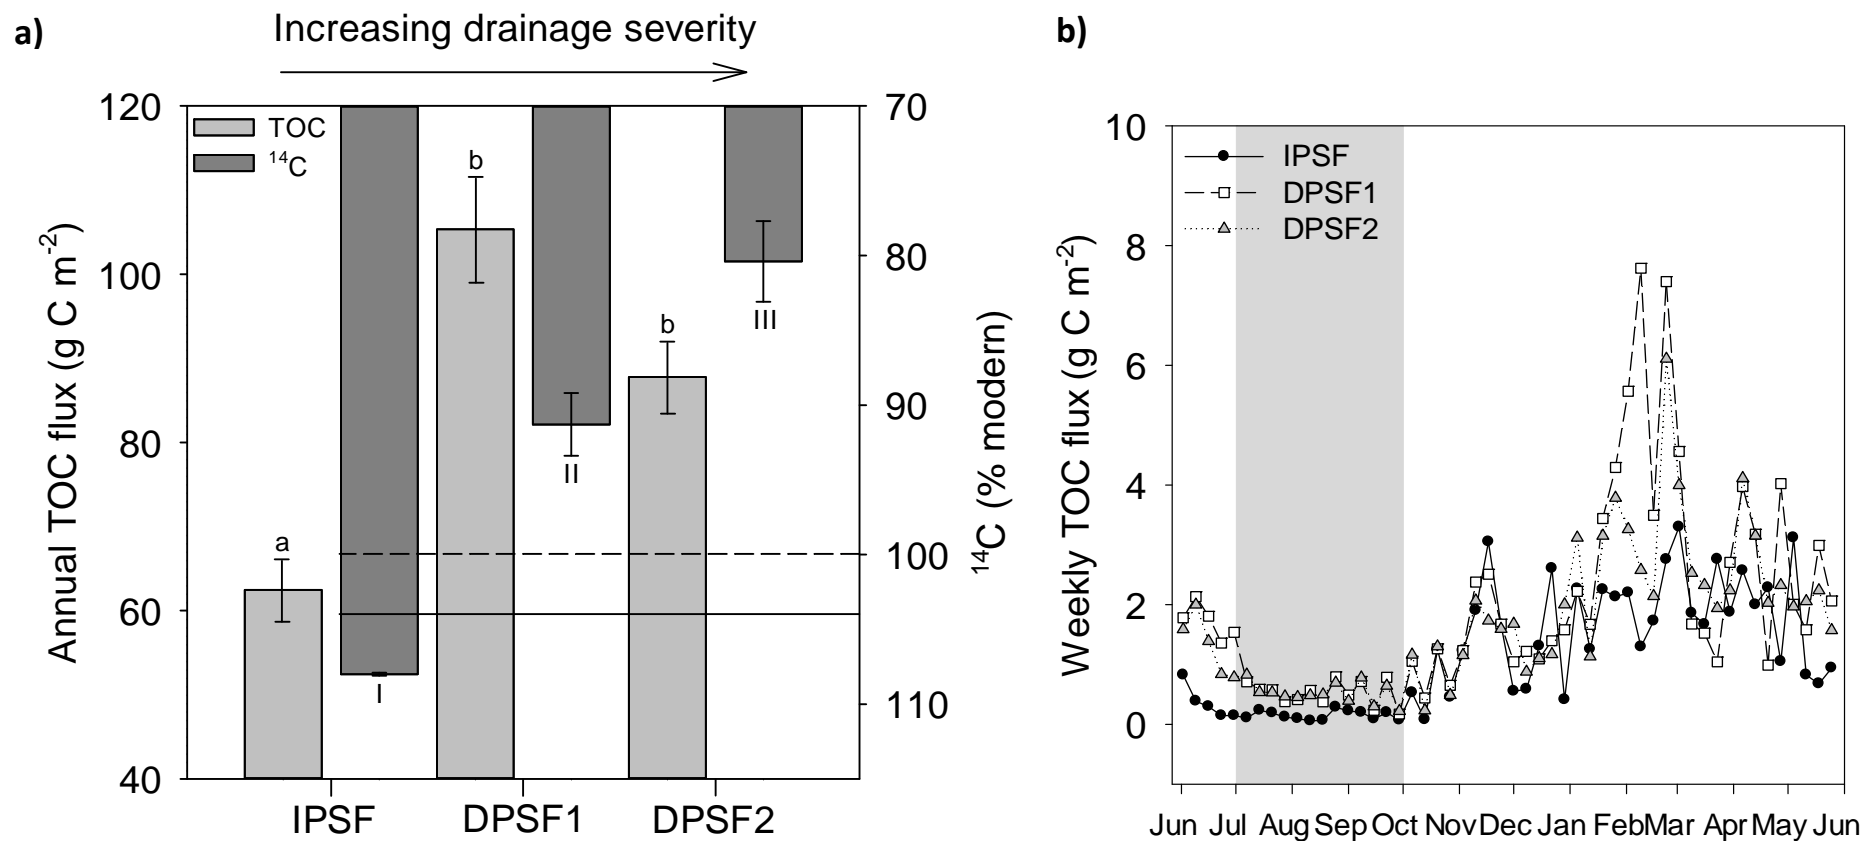 a)
Increasing drainage severity
120
100
80
60
40
Annual TOC flux (g C m⁻²)
TOC
¹⁴C
a
b
b
I
II
III
70
80
90
100
110
¹⁴C (% modern)
IPSF DPSF1 DPSF2
b)
10
8
6
4
2
0
Weekly TOC flux (g C m⁻²)
IPSF
DPSF1
DPSF2
Jun Jul Aug Sep Oct Nov Dec Jan Feb Mar Apr May Jun